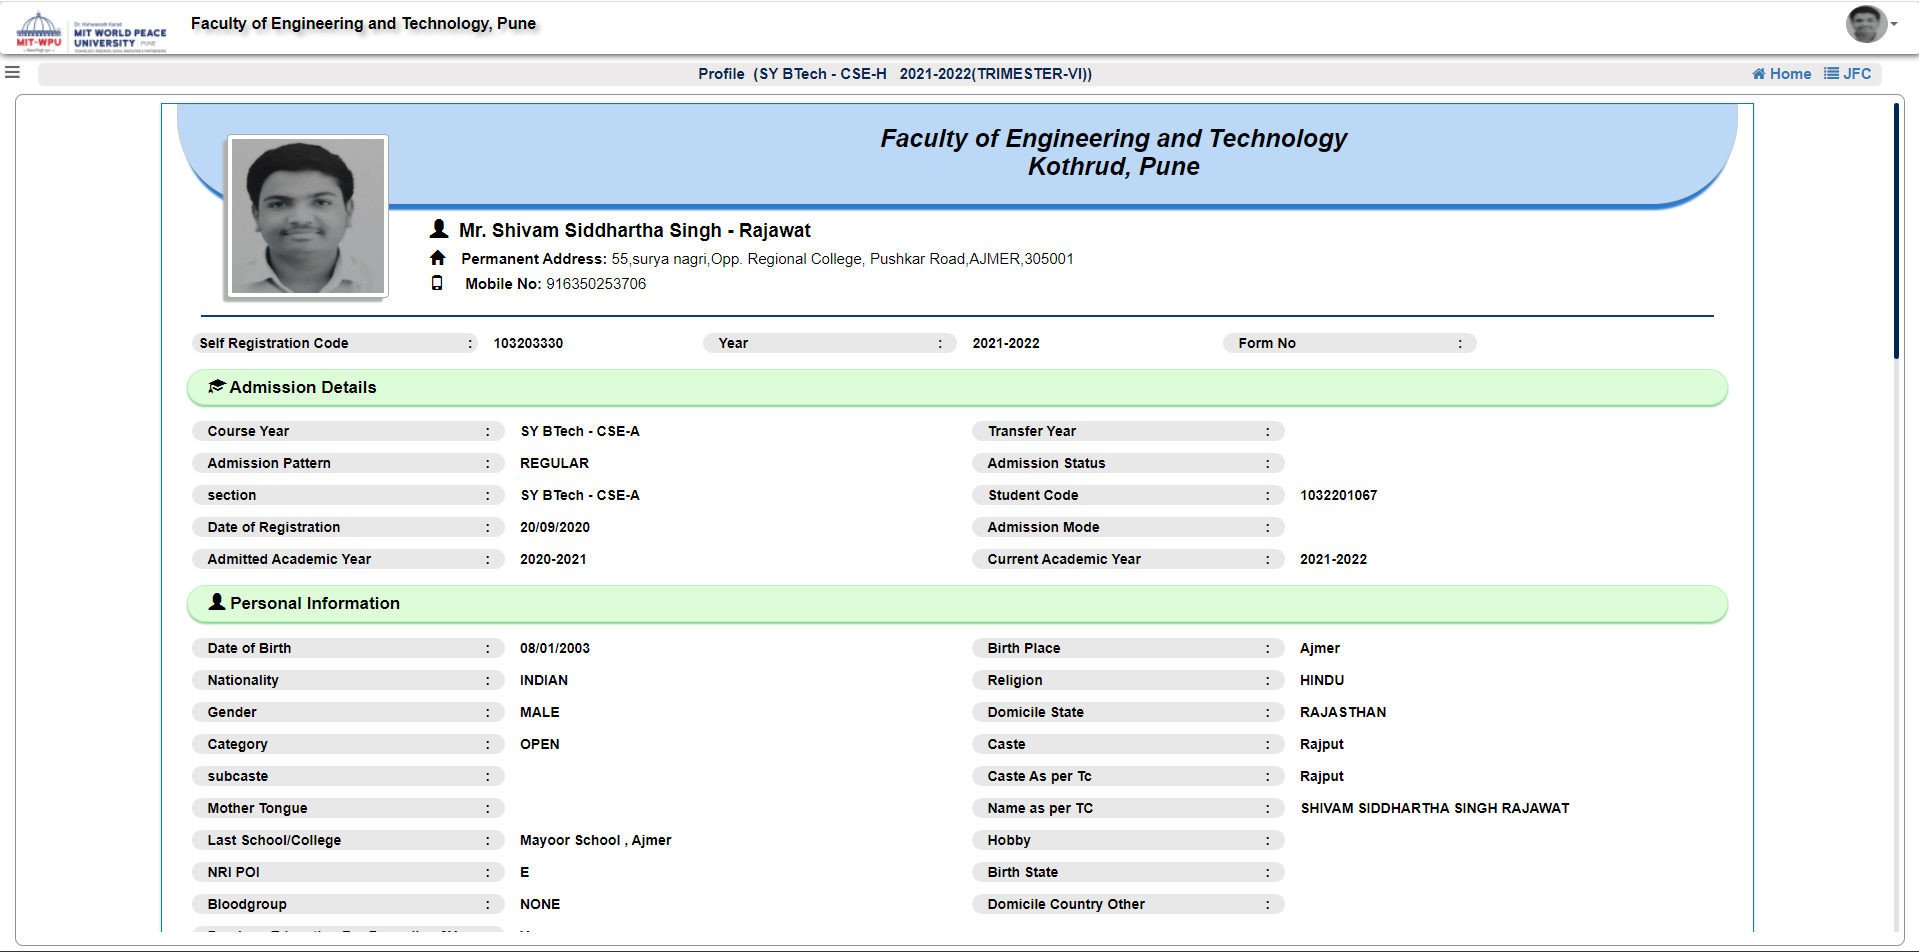 Dr. Vishwanath Karad
MIT WORLD PEACE
MIT-WPU UNIVERSITY PUNE
Faculty of Engineering and Technology, Pune
Profile (SY BTech - CSE-H 2021-2022(TRIMESTER-VI))
Home JFC
Faculty of Engineering and Technology
Kothrud, Pune
Mr. Shivam Siddhartha Singh - Rajawat
Permanent Address: 55,surya nagri,Opp. Regional College, Pushkar Road,AJMER,305001
Mobile No: 916350253706
Self Registration Code : 103203330 Year : 2021-2022 Form No :
Admission Details
Course Year : SY BTech - CSE-A Transfer Year :
Admission Pattern : REGULAR Admission Status :
section : SY BTech - CSE-A Student Code : 1032201067
Date of Registration : 20/09/2020 Admission Mode :
Admitted Academic Year : 2020-2021 Current Academic Year : 2021-2022
Personal Information
Date of Birth : 08/01/2003 Birth Place : Ajmer
Nationality : INDIAN Religion : HINDU
Gender : MALE Domicile State : RAJASTHAN
Category : OPEN Caste : Rajput
subcaste : Caste As per Tc : Rajput
Mother Tongue : Name as per TC : SHIVAM SIDDHARTHA SINGH RAJAWAT
Last School/College : Mayoor School , Ajmer Hobby :
NRI POI : E Birth State :
Bloodgroup : NONE Domicile Country Other :